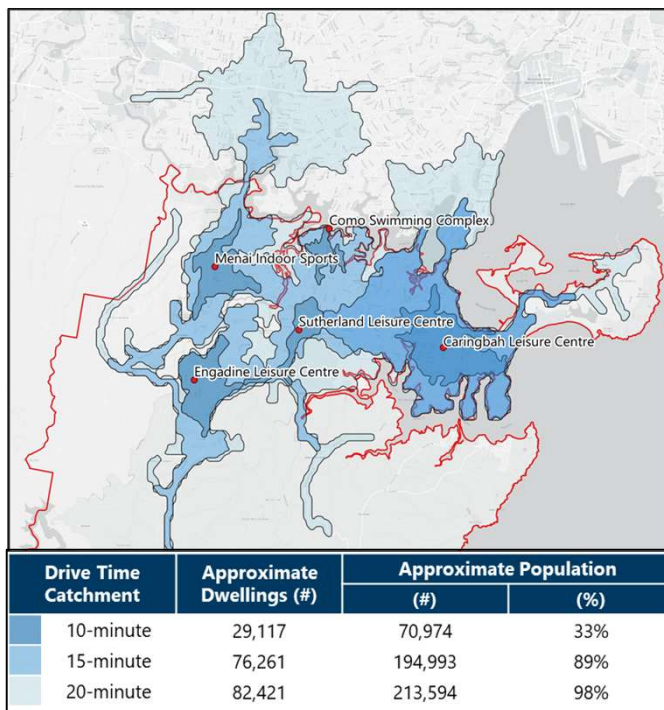 Como Swimming Complex
Menai Indoor Sports
Sutherland Leisure Centre
Caringbah Leisure Centre
Engadine Leisure Centre
Drive Time Catchment Approximate Dwellings (#) Approximate Population
(#) (%)
10-minute 29,117 70,974 33%
15-minute 76,261 194,993 89%
20-minute 82,421 213,594 98%